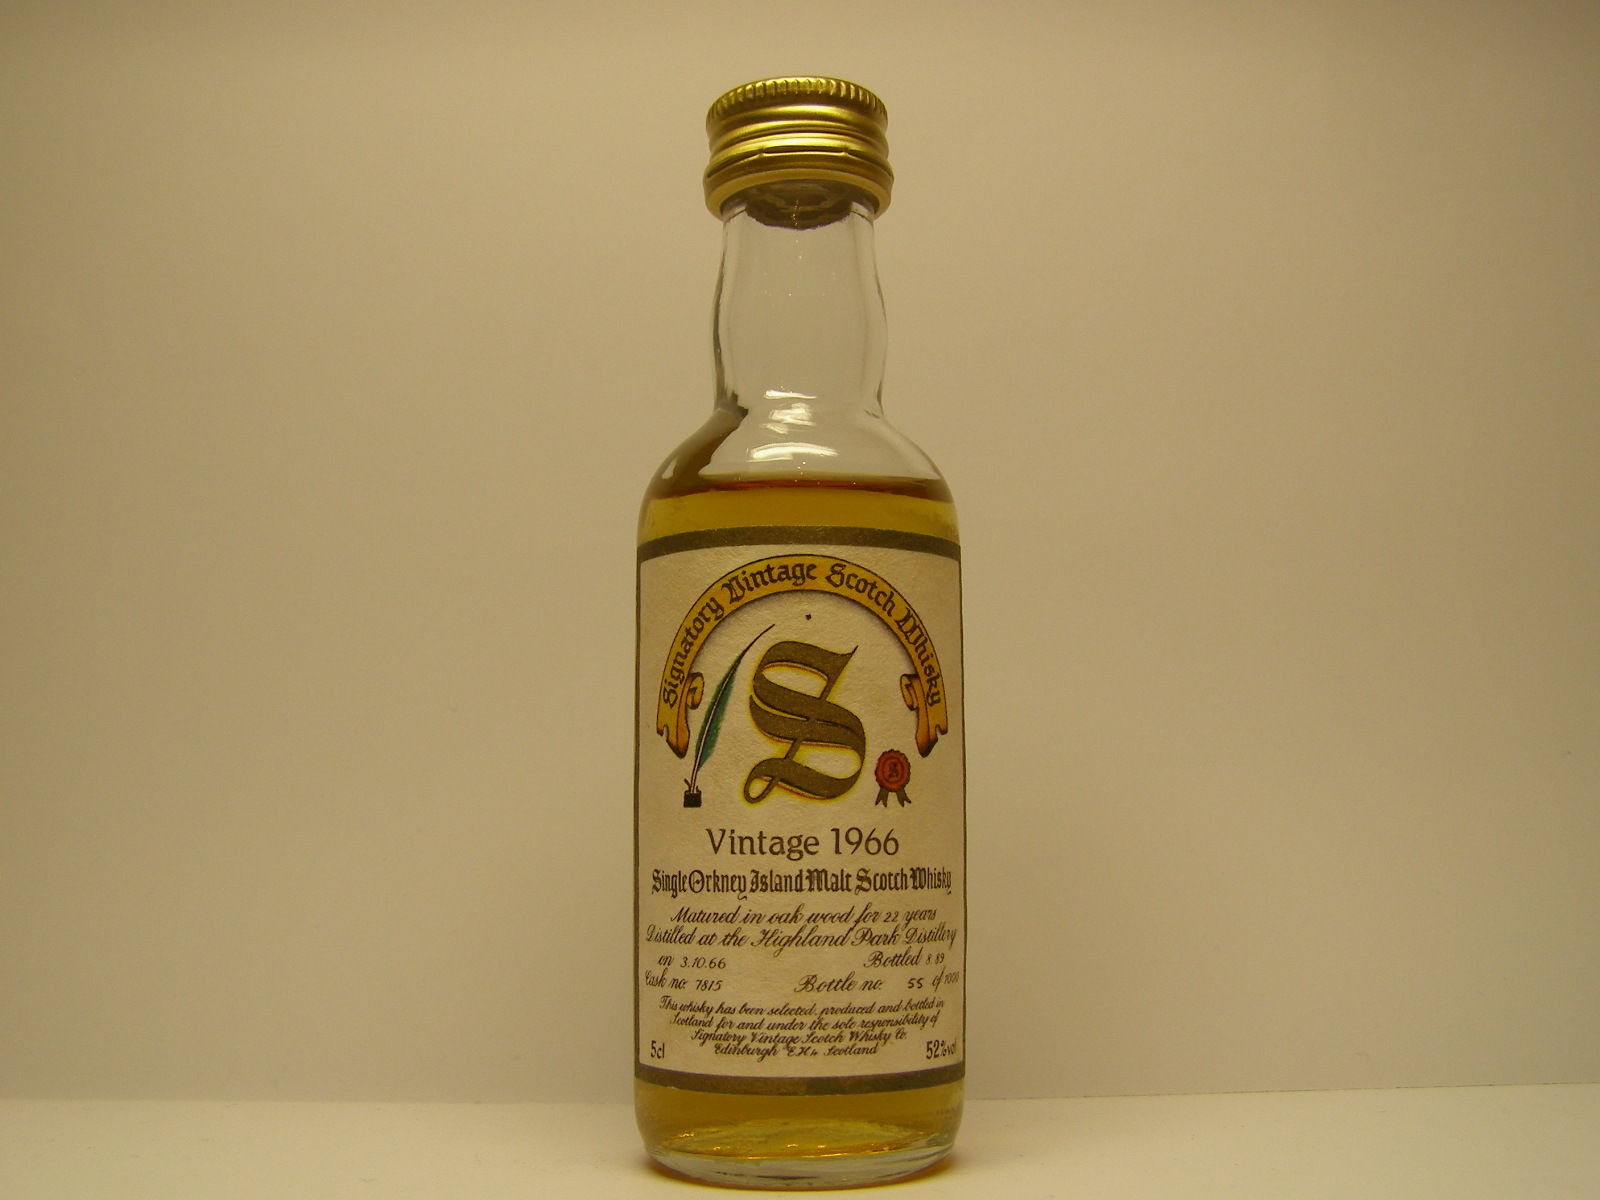 Signatory Vintage Scotch Whisky
S
S
Vintage 1966
Single Orkney Island Malt Scotch Whisky
Matured in oak wood for 22 years
Distilled at the Highland Park Distillery
on 3.10.66 Bottled 8.89
Cask no. 7815 Bottle no. 55 of 1000
This whisky has been selected, produced and bottled in
Scotland for and under the sole responsibility of
Signatory Vintage Scotch Whisky Co.
5cl Edinburgh EH4 Scotland 52%vol